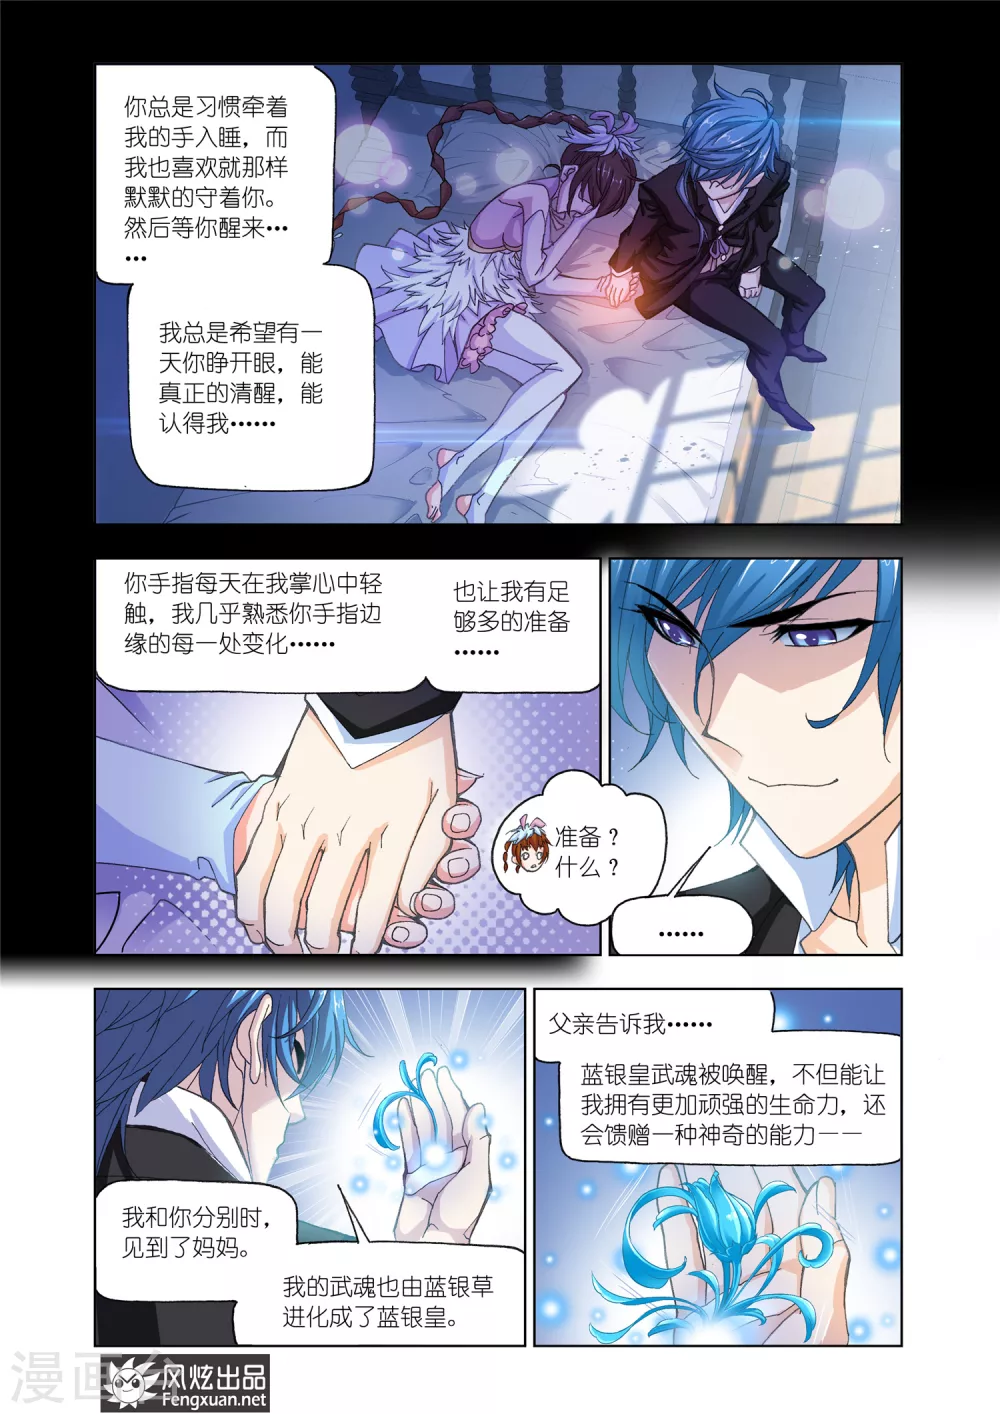 你总是习惯牵着
我的手入睡，而
我也喜欢就那样
默默的守着你。
然后等你醒来……
……
我总是希望有一
天你睁开眼，能
真正的清醒，能
认得我……
你手指每天在我掌心中轻
触，我几乎熟悉你手指边
缘的每一处变化……
也让我有足
够多的准备
……
准备？
什么？
……
我和你分别时，
见到了妈妈。
我的武魂也由蓝银草
进化成了蓝银皇。
父亲告诉我……
蓝银皇武魂被唤醒，不但能让
我拥有更加顽强的生命力，还
会馈赠一种神奇的能力——
漫画台
风炫出品
Fengxuan.net